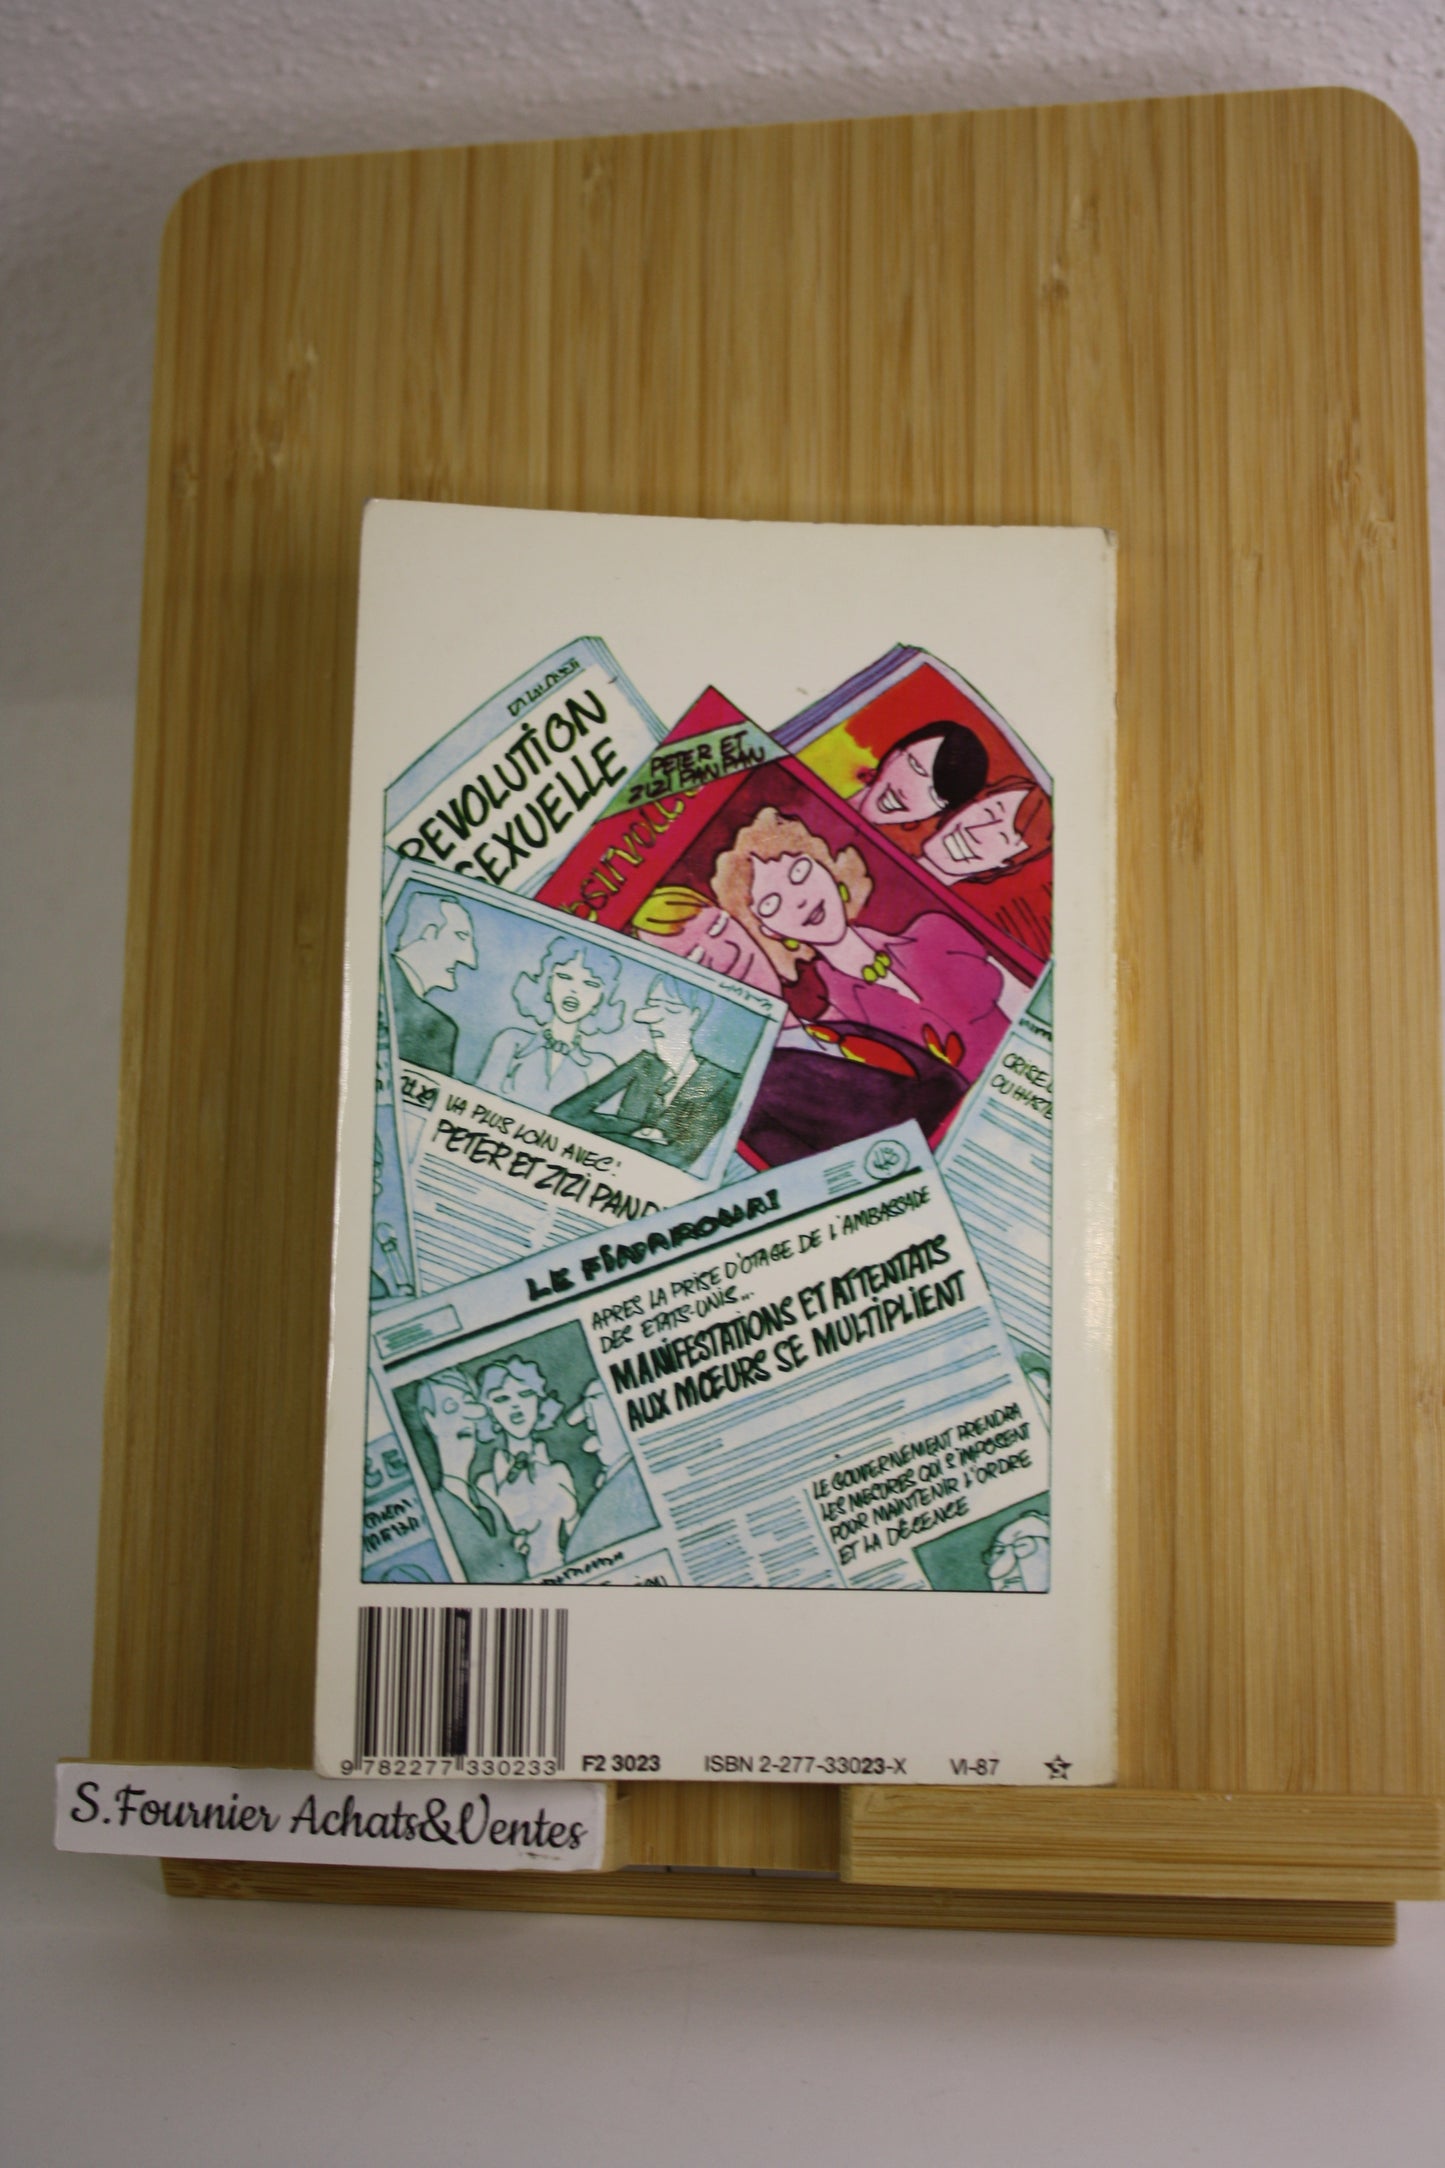 REVOLUTION
SEXUELLE
PETER ET
ZIZI PANPAN
VA PLUS LOIN AVEC:
PETER ET ZIZI PAN P
LE FINAROURI
APRES LA PRISE D'OTAGE DE L'AMBASSADE
DES ETATS-UNIS...
MANIFESTATIONS ET ATTENTATS
AUX MŒURS SE MULTIPLIENT
LE GOUVERNEMENT PRENDRA
LES MESURES QUI S'IMPOSENT
POUR MAINTENIR L'ORDRE
ET LA DÉCENCE
9 782277 330233 F2 3023 ISBN 2-277-33023-X VI-87 5
S.Fournier Achats&Ventes